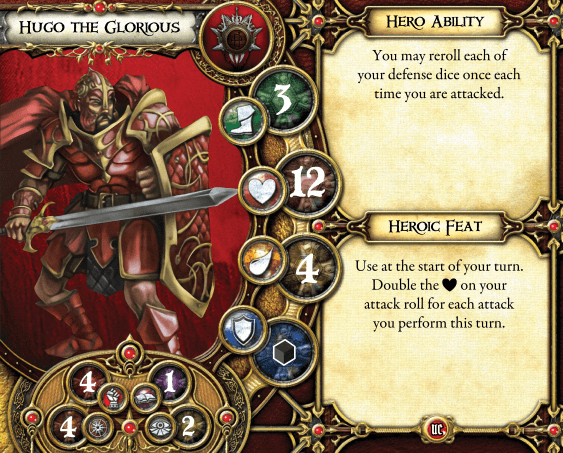 Hugo the Glorious
Hero Ability
You may reroll each of
your defense dice once each
time you are attacked.
3
12
4
Heroic Feat
Use at the start of your turn.
Double the ♥ on your
attack roll for each attack
you perform this turn.
4 1
4 2
UC